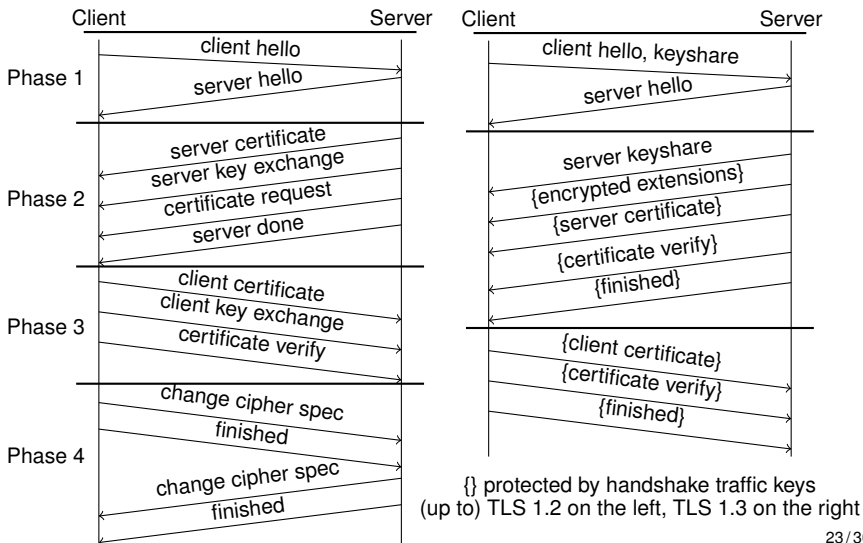 Client Server
client hello
Phase 1
server hello
server certificate
server key exchange
Phase 2
certificate request
server done
client certificate
client key exchange
Phase 3
certificate verify
change cipher spec
finished
Phase 4
change cipher spec
finished
Client Server
client hello, keyshare
server hello
server keyshare
{encrypted extensions}
{server certificate}
{certificate verify}
{finished}
{client certificate}
{certificate verify}
{finished}
{} protected by handshake traffic keys
(up to) TLS 1.2 on the left, TLS 1.3 on the right
23/3